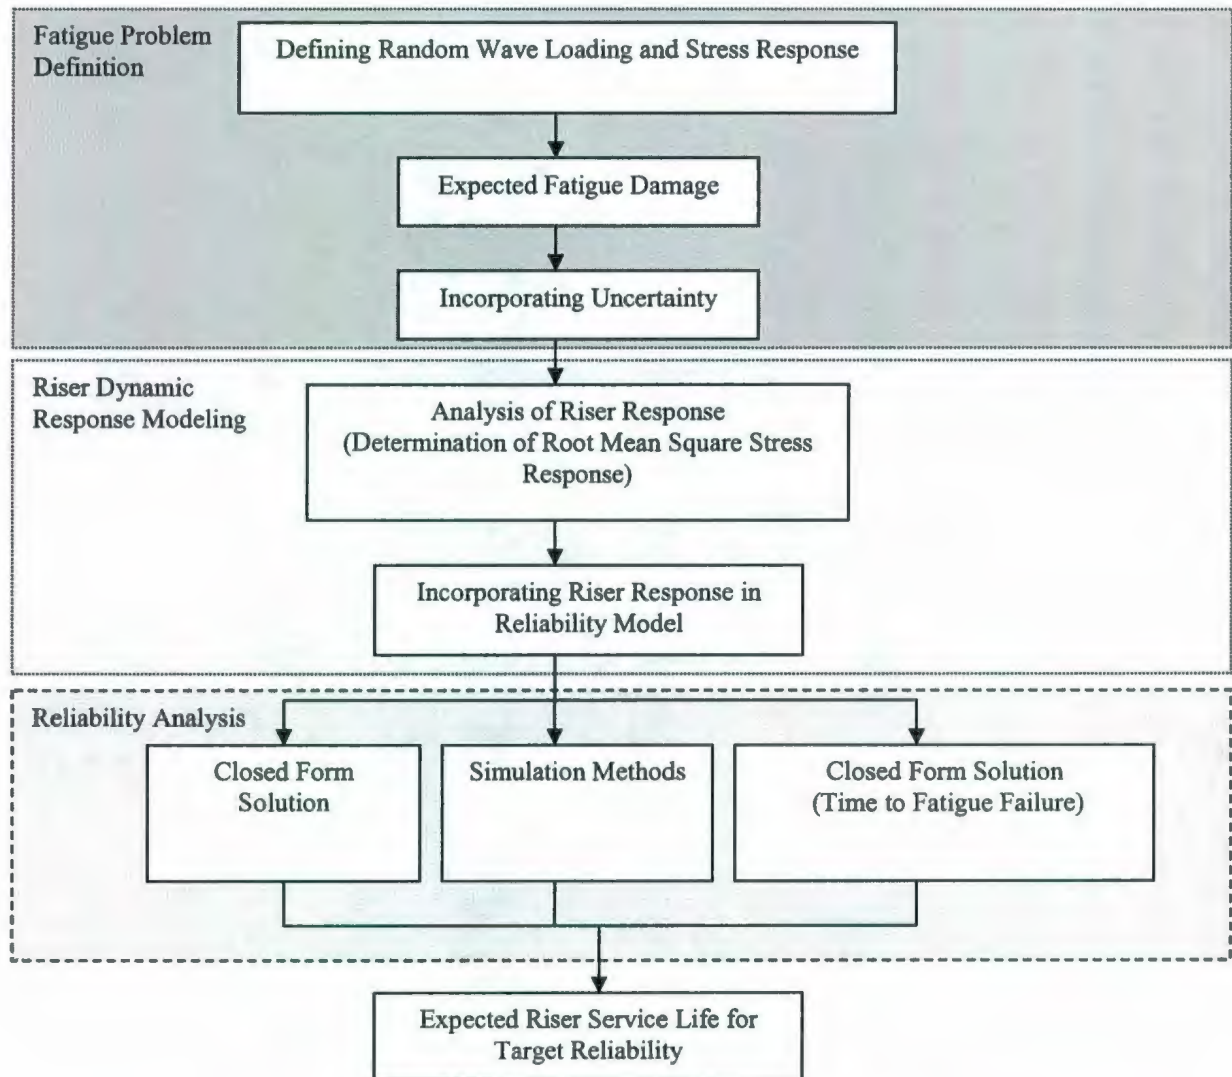 Fatigue Problem
Definition
Defining Random Wave Loading and Stress Response
Expected Fatigue Damage
Incorporating Uncertainty
Riser Dynamic
Response Modeling
Analysis of Riser Response
(Determination of Root Mean Square Stress
Response)
Incorporating Riser Response in
Reliability Model
Reliability Analysis
Closed Form
Solution
Simulation Methods
Closed Form Solution
(Time to Fatigue Failure)
Expected Riser Service Life for
Target Reliability